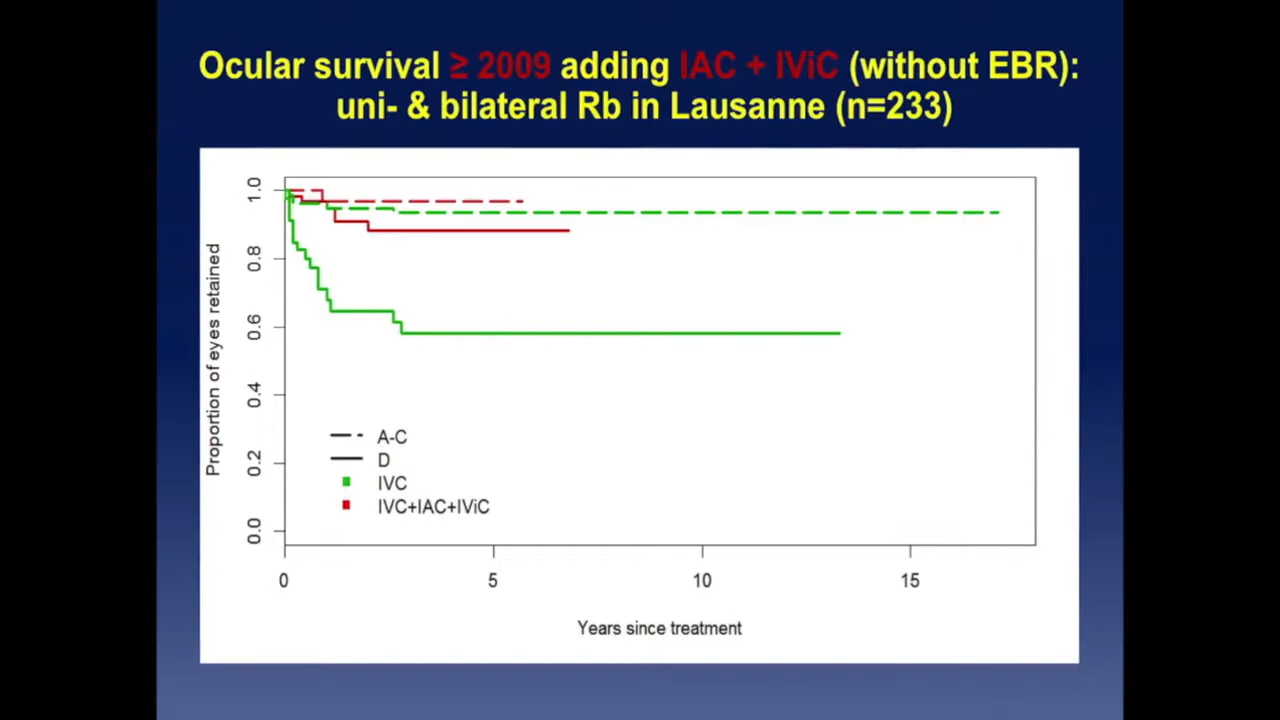 Ocular survival ≥ 2009 adding IAC + IViC (without EBR):
uni- & bilateral Rb in Lausanne (n=233)
Proportion of eyes retained
1.0
0.8
0.6
0.4
0.2
0.0
A-C
D
IVC
IVC+IAC+IViC
0 5 10 15
Years since treatment